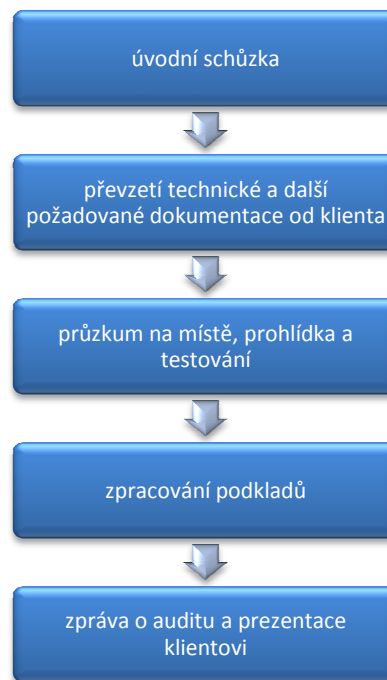 úvodní schůzka
převzetí technické a další
požadované dokumentace od klienta
průzkum na místě, prohlídka a
testování
zpracování podkladů
zpráva o auditu a prezentace
klientovi